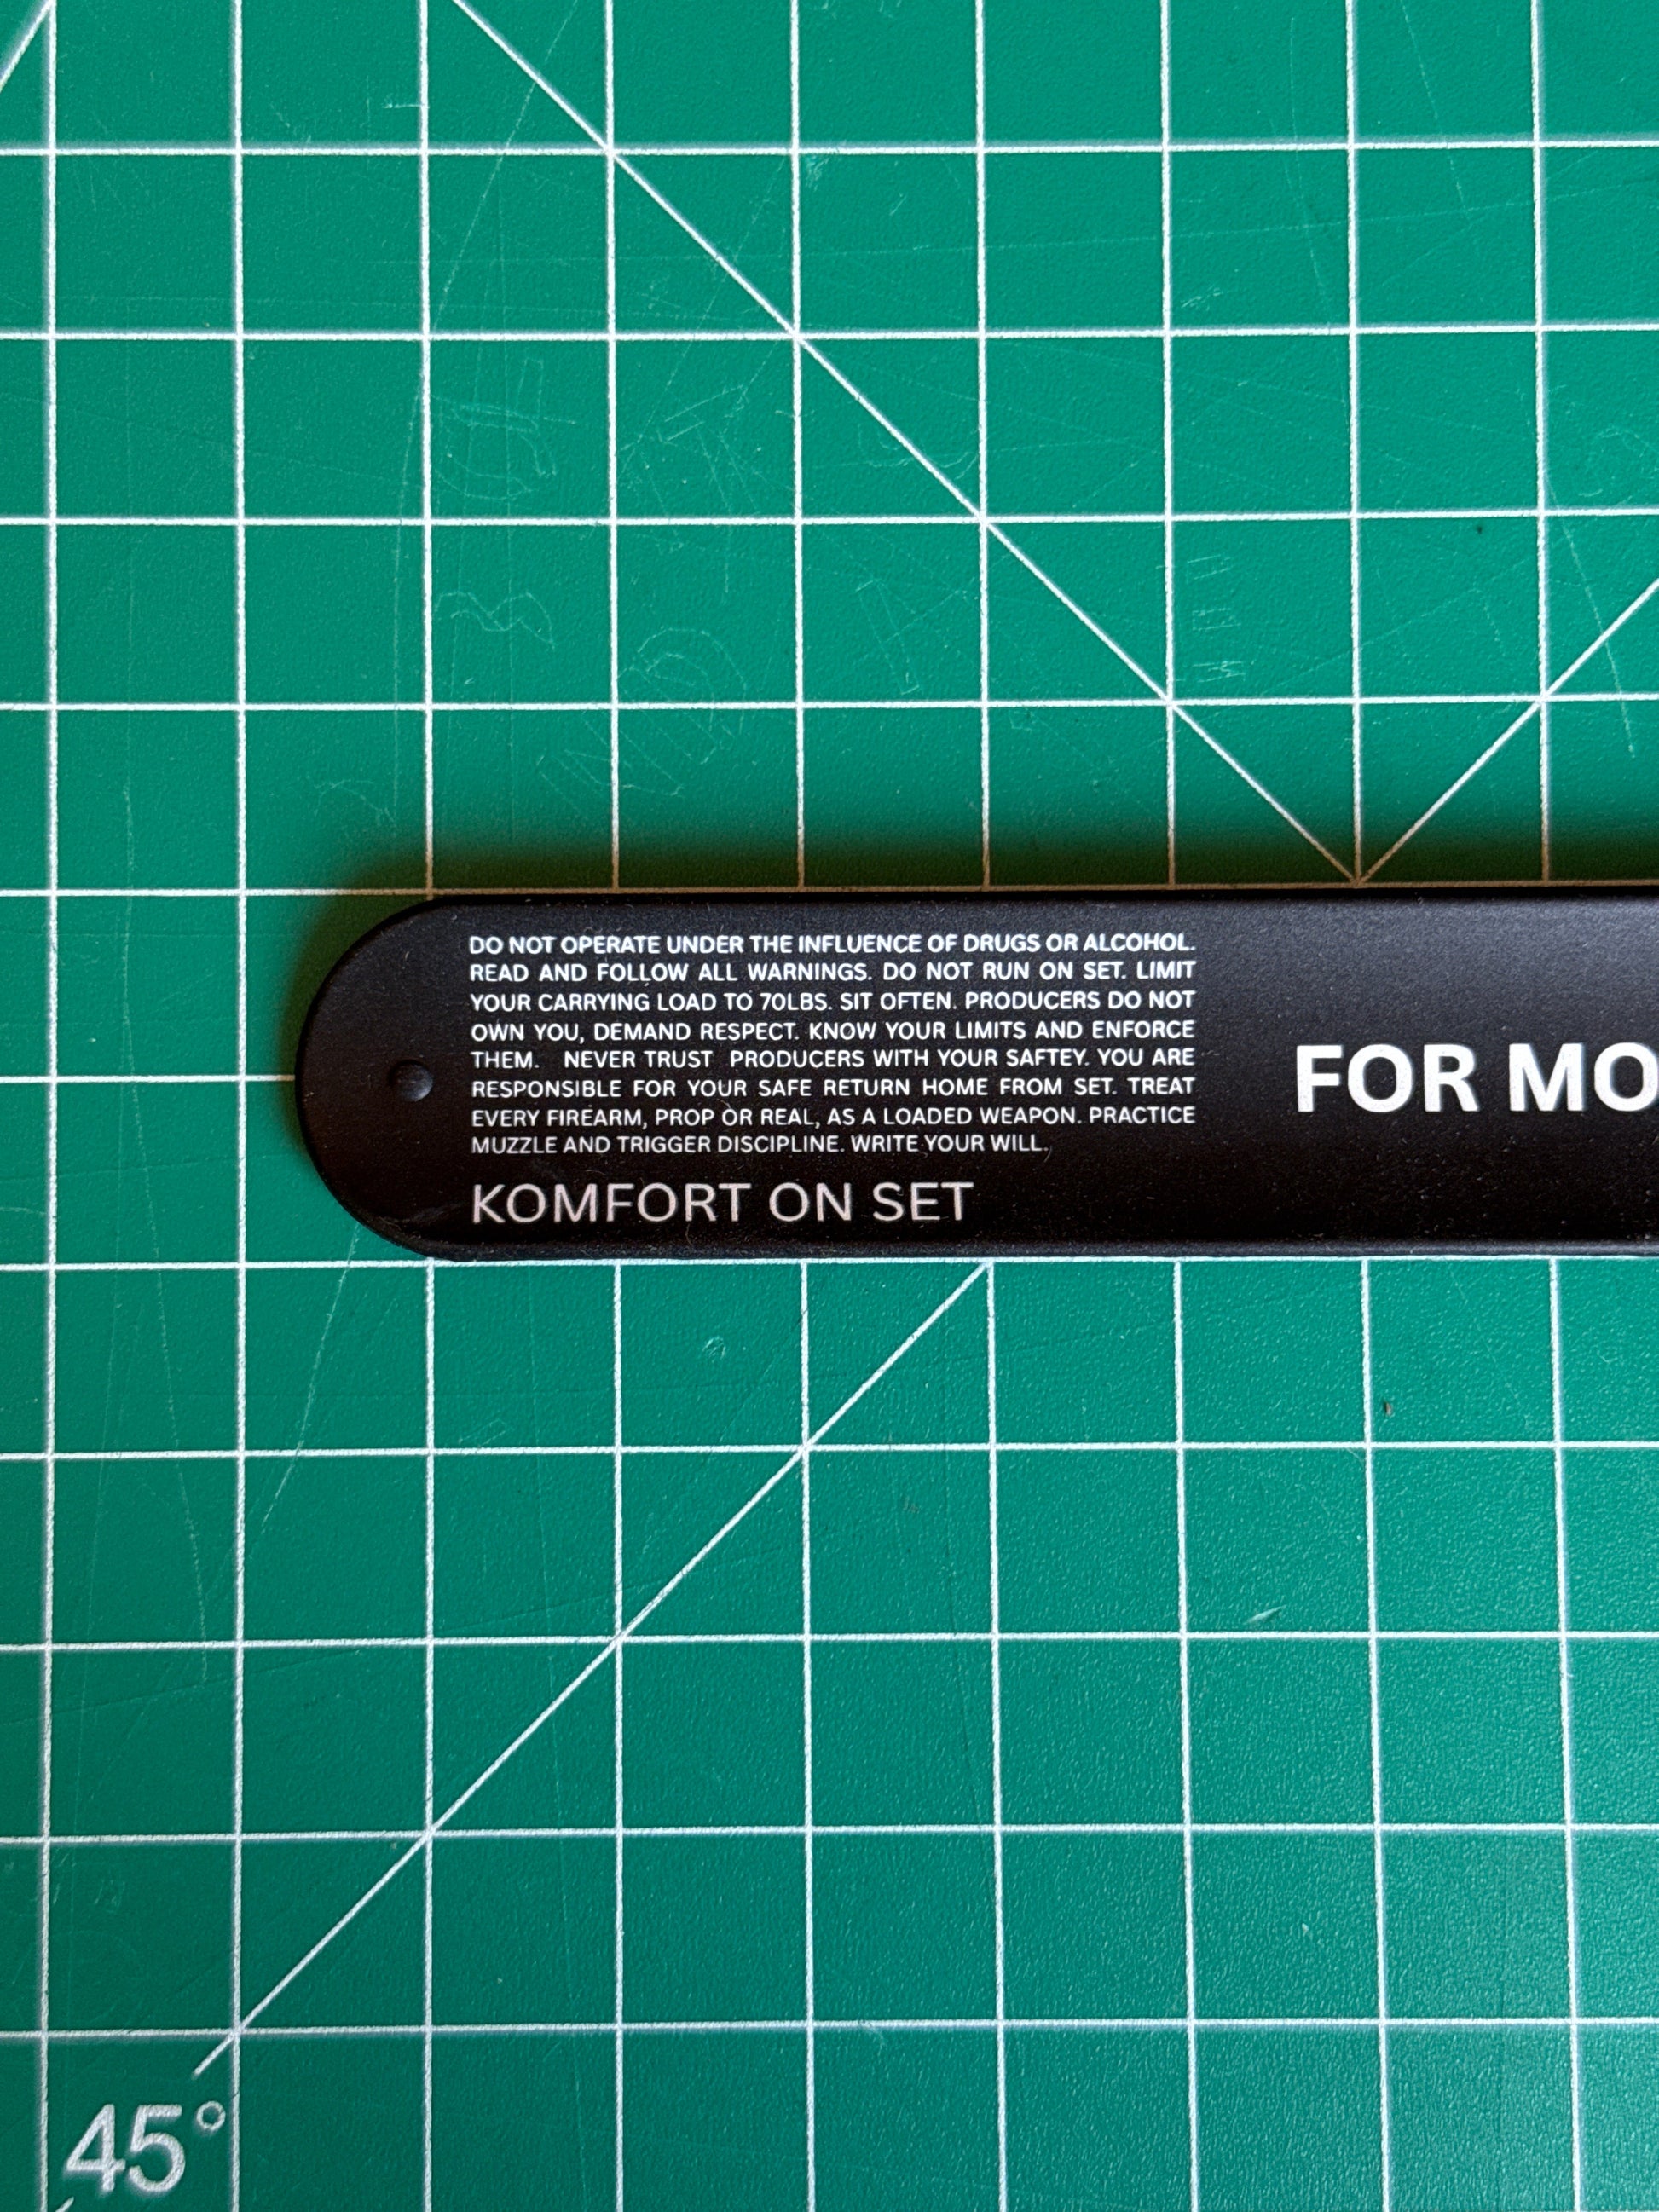 DO NOT OPERATE UNDER THE INFLUENCE OF DRUGS OR ALCOHOL.
READ AND FOLLOW ALL WARNINGS. DO NOT RUN ON SET. LIMIT
YOUR CARRYING LOAD TO 70LBS. SIT OFTEN. PRODUCERS DO NOT
OWN YOU, DEMAND RESPECT. KNOW YOUR LIMITS AND ENFORCE
THEM. NEVER TRUST PRODUCERS WITH YOUR SAFTEY. YOU ARE
RESPONSIBLE FOR YOUR SAFE RETURN HOME FROM SET. TREAT
EVERY FIREARM, PROP OR REAL, AS A LOADED WEAPON. PRACTICE
MUZZLE AND TRIGGER DISCIPLINE. WRITE YOUR WILL.
KOMFORT ON SET
FOR MO
45°